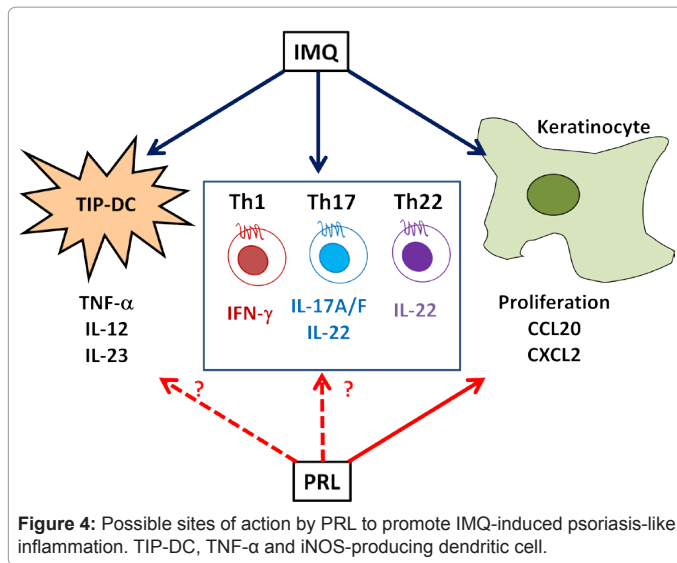 IMQ
Keratinocyte
TIP-DC
Th1 Th17 Th22
IFN-γ
IL-17A/F
IL-22
IL-22
TNF-α
IL-12
IL-23
Proliferation
CCL20
CXCL2
? ?
PRL
Figure 4: Possible sites of action by PRL to promote IMQ-induced psoriasis-like
inflammation. TIP-DC, TNF-α and iNOS-producing dendritic cell.